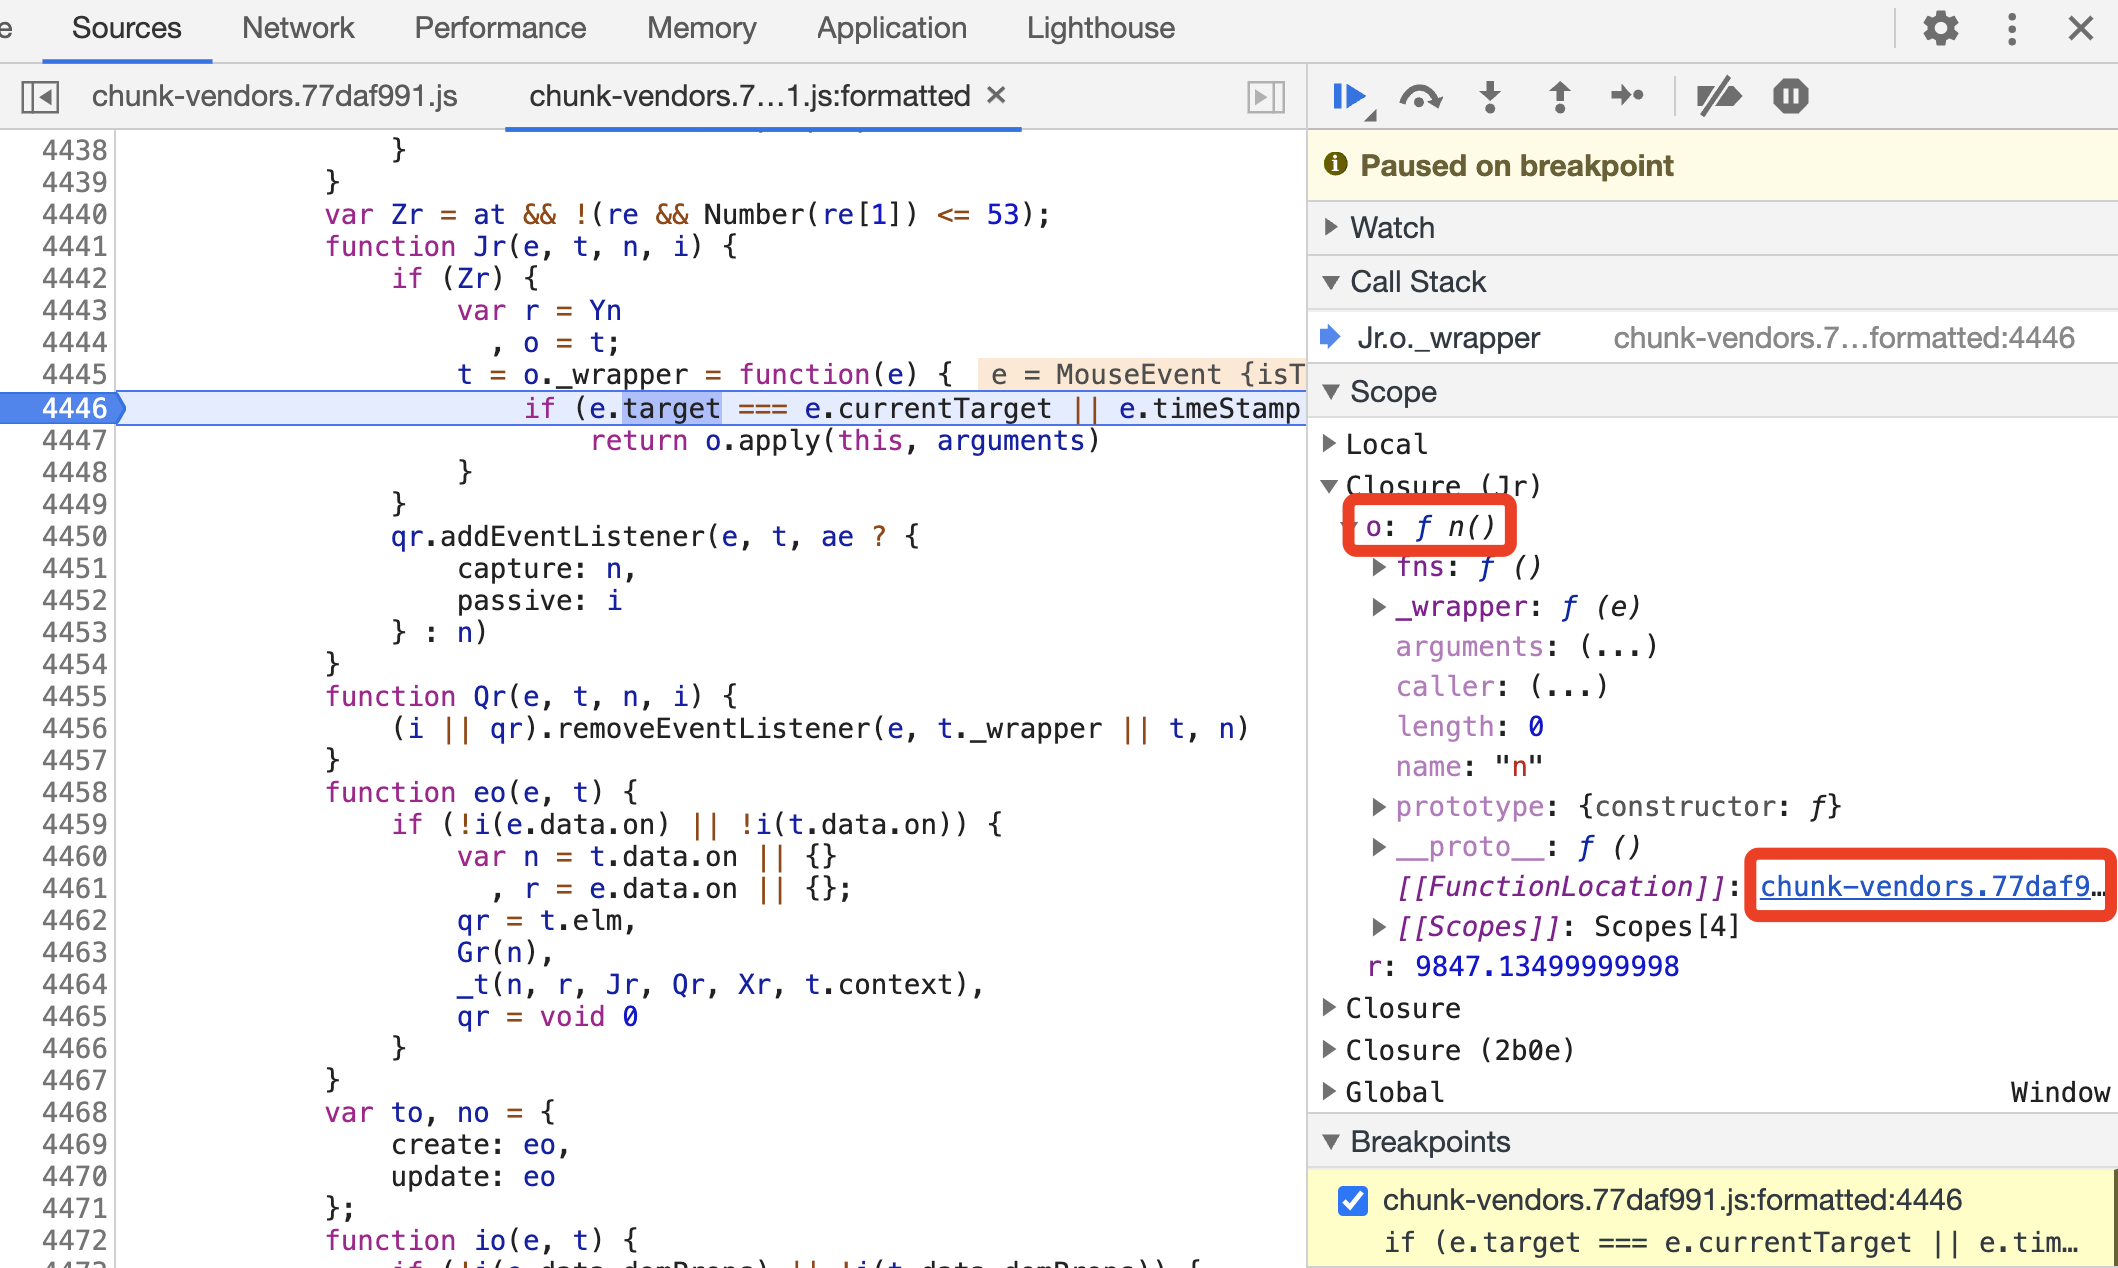 e Sources Network Performance Memory Application Lighthouse
chunk-vendors.77daf991.js chunk-vendors.7...1.js:formatted
4438 }
4439 }
4440 var Zr = at && !(re && Number(re[1]) <= 53);
4441 function Jr(e, t, n, i) {
4442 if (Zr) {
4443 var r = Yn
4444 , o = t;
4445 t = o._wrapper = function(e) { e = MouseEvent {isT
4446 if (e.target === e.currentTarget || e.timeStamp
4447 return o.apply(this, arguments)
4448 }
4449 }
4450 qr.addEventListener(e, t, ae ? {
4451 capture: n,
4452 passive: i
4453 } : n)
4454 }
4455 function Qr(e, t, n, i) {
4456 (i || qr).removeEventListener(e, t._wrapper || t, n)
4457 }
4458 function eo(e, t) {
4459 if (!i(e.data.on) || !i(t.data.on)) {
4460 var n = t.data.on || {}
4461 , r = e.data.on || {};
4462 qr = t.elm,
4463 Gr(n),
4464 _t(n, r, Jr, Qr, Xr, t.context),
4465 qr = void 0
4466 }
4467 }
4468 var to, no = {
4469 create: eo,
4470 update: eo
4471 };
4472 function io(e, t) {
4473 if (!i(e.data.domProps) || !i(t.data.domProps)) {
Paused on breakpoint
Watch
Call Stack
Jr.o._wrapper chunk-vendors.7...formatted:4446
Scope
Local
Closure (Jr)
o: ƒ n()
fns: ƒ ()
_wrapper: ƒ (e)
arguments: (...)
caller: (...)
length: 0
name: "n"
prototype: {constructor: ƒ}
__proto__: ƒ ()
[[FunctionLocation]]: chunk-vendors.77daf9…
[[Scopes]]: Scopes[4]
r: 9847.13499999998
Closure
Closure (2b0e)
Global Window
Breakpoints
chunk-vendors.77daf991.js:formatted:4446
if (e.target === e.currentTarget || e.tim…